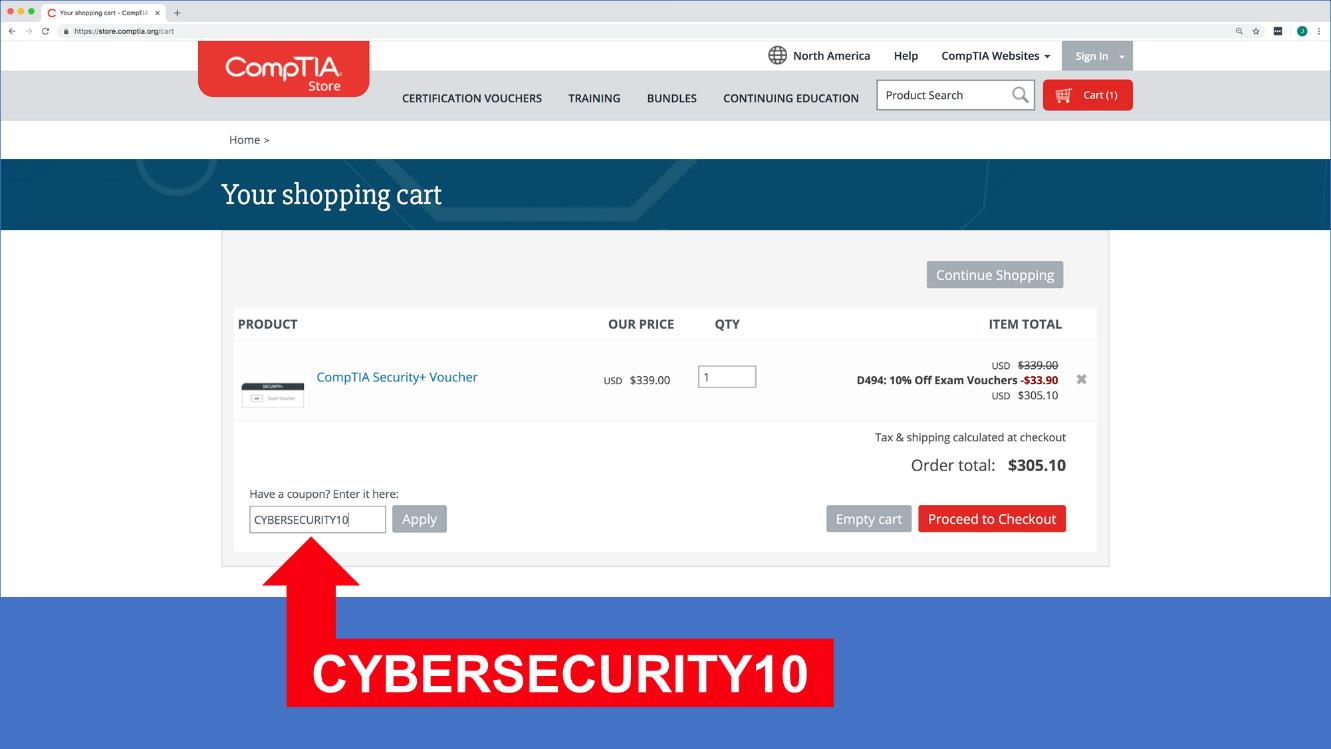 Your shopping cart - CompTIA
https://store.comptia.org/cart
J
North America
Help
CompTIA Websites
Sign In
CompTIA
Store
CERTIFICATION VOUCHERS
TRAINING
BUNDLES
CONTINUING EDUCATION
Product Search
Cart (1)
Home >
Your shopping cart
Continue Shopping
PRODUCT OUR PRICE QTY ITEM TOTAL
SECURITY+
Exam Voucher
CompTIA Security+ Voucher
USD $339.00
1
USD $339.00
D494: 10% Off Exam Vouchers -$33.90
USD $305.10
Tax & shipping calculated at checkout
Order total: $305.10
Have a coupon? Enter it here:
CYBERSECURITY10
Apply
Empty cart
Proceed to Checkout
CYBERSECURITY10